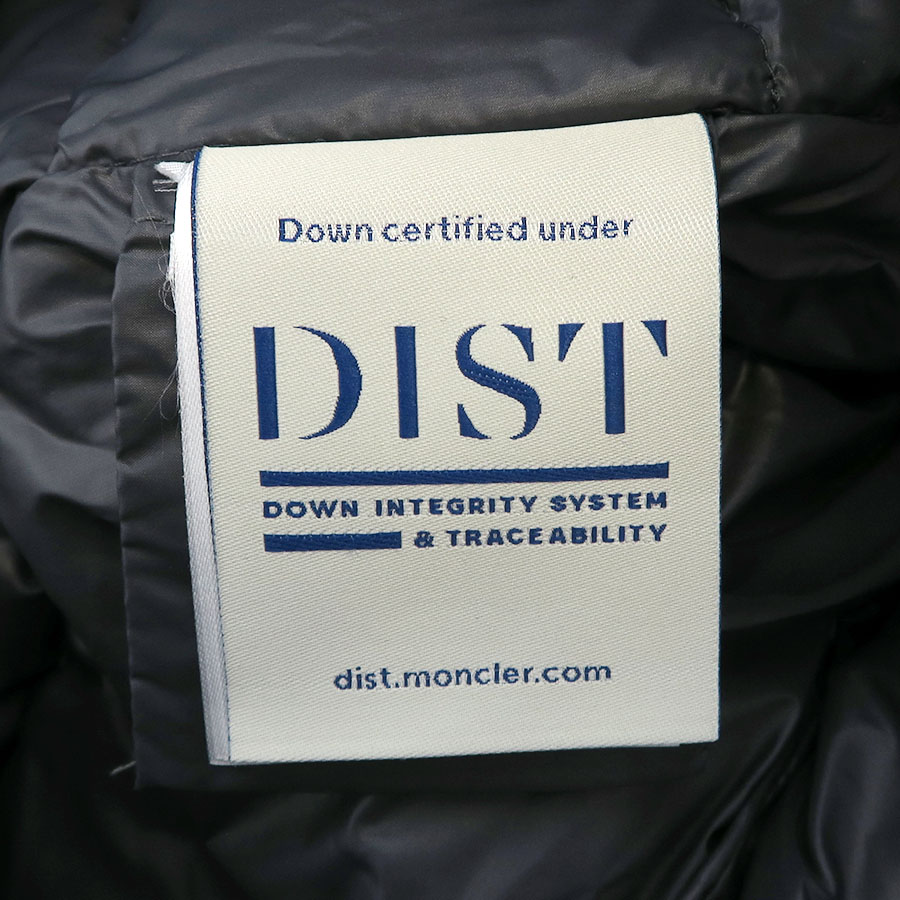 Down certified under
DIST
DOWN INTEGRITY SYSTEM
& TRACEABILITY
dist.moncler.com